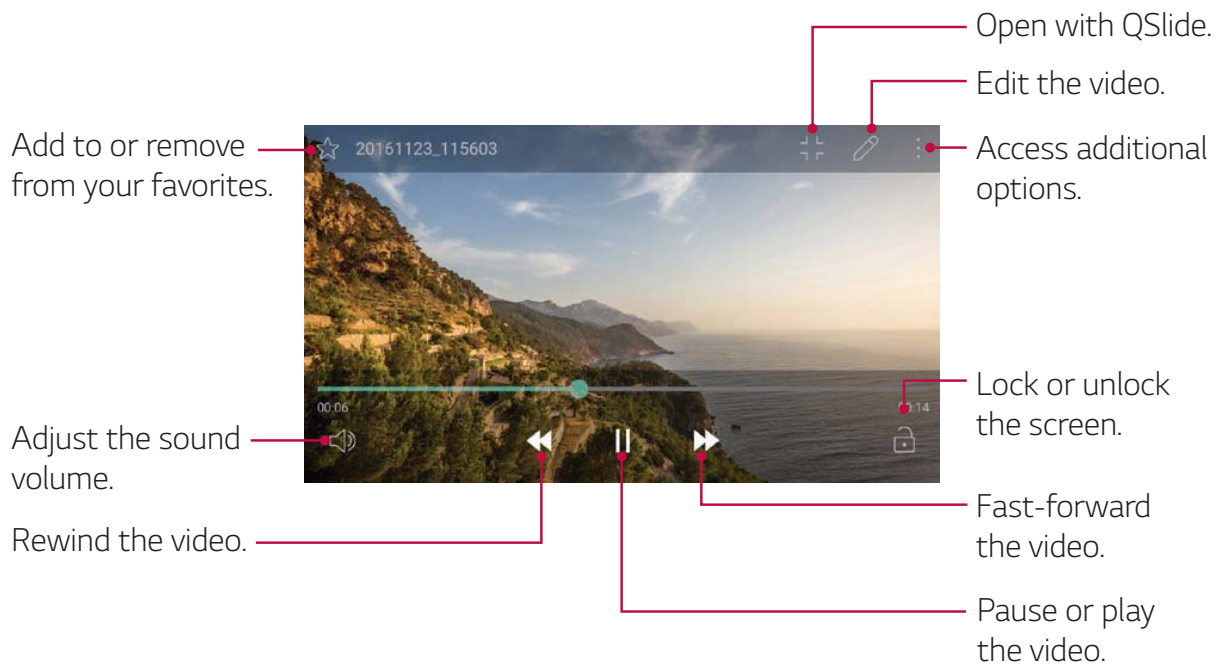 Open with QSlide.
Edit the video.
Add to or remove
from your favorites.
20161123_115603
Access additional
options.
00:06
Lock or unlock
the screen.
Adjust the sound
volume.
Rewind the video.
Fast-forward
the video.
Pause or play
the video.